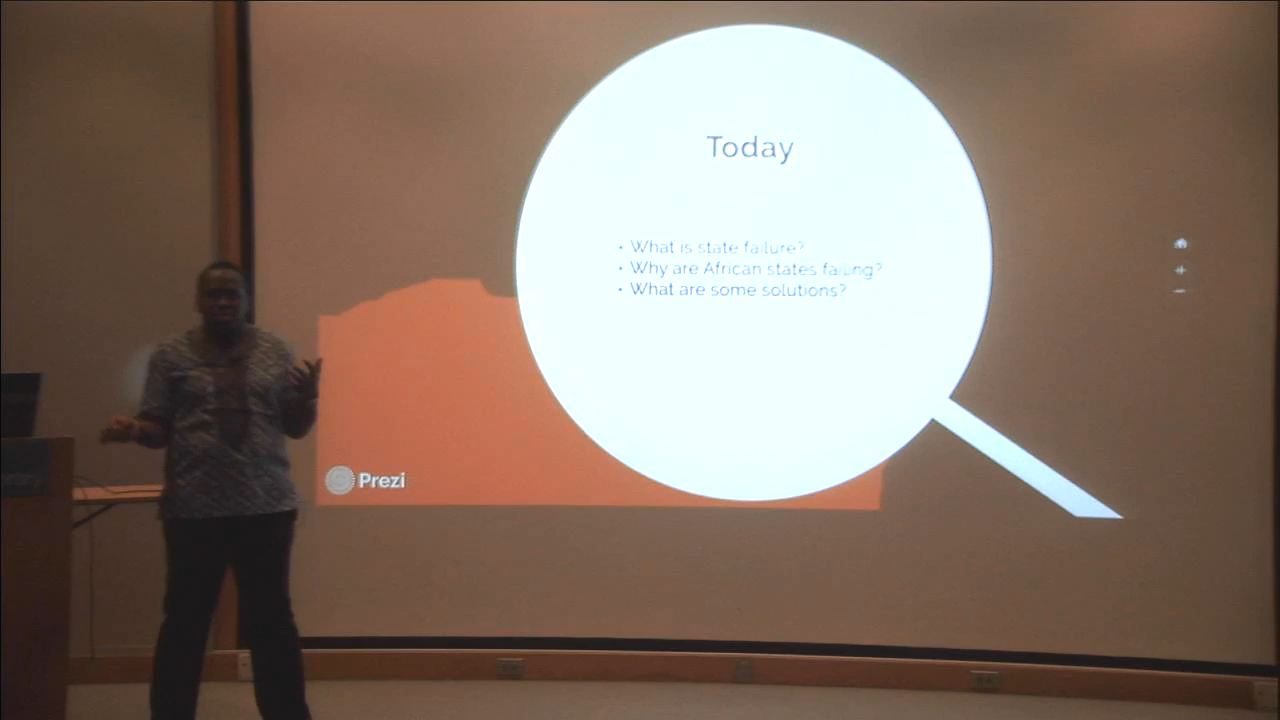 Today
• What is state failure?
• Why are African states failing?
• What are some solutions?
Prezi